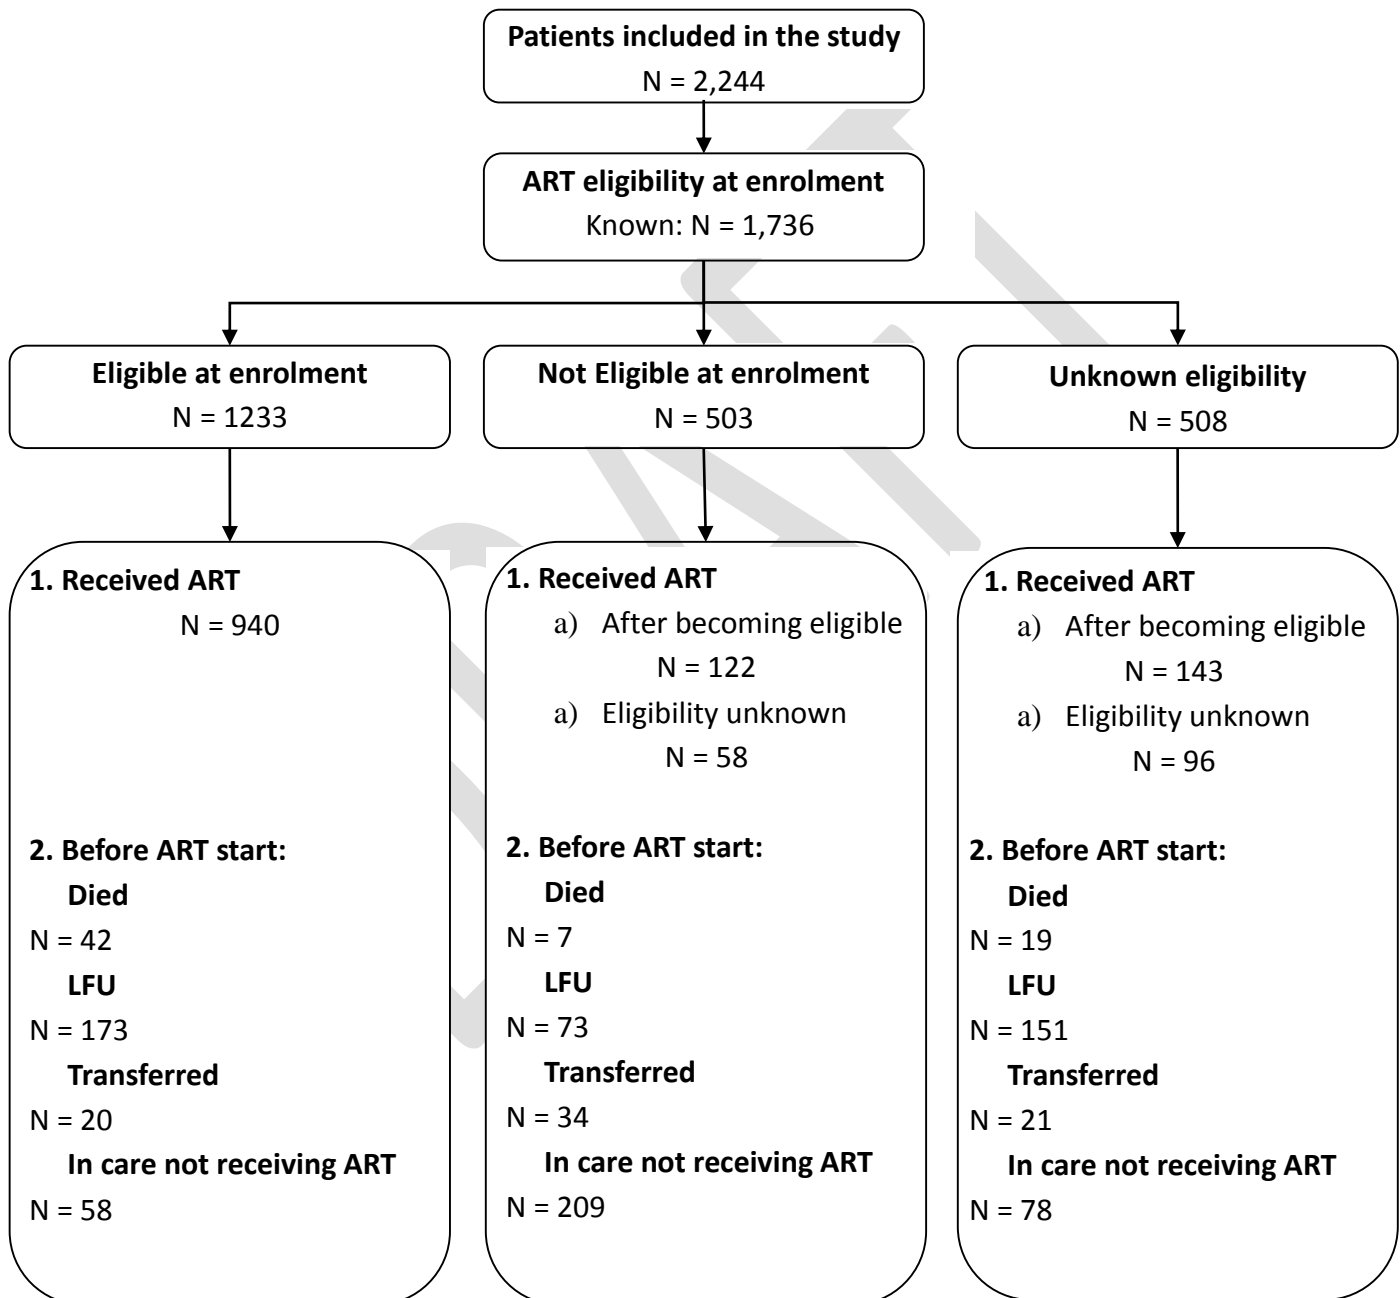 Patients included in the study
N = 2,244
ART eligibility at enrolment
Known: N = 1,736
Eligible at enrolment
N = 1233
Not Eligible at enrolment
N = 503
Unknown eligibility
N = 508
1. Received ART
N = 940
2. Before ART start:
Died
N = 42
LFU
N = 173
Transferred
N = 20
In care not receiving ART
N = 58
1. Received ART
a) After becoming eligible
N = 122
a) Eligibility unknown
N = 58
2. Before ART start:
Died
N = 7
LFU
N = 73
Transferred
N = 34
In care not receiving ART
N = 209
1. Received ART
a) After becoming eligible
N = 143
a) Eligibility unknown
N = 96
2. Before ART start:
Died
N = 19
LFU
N = 151
Transferred
N = 21
In care not receiving ART
N = 78